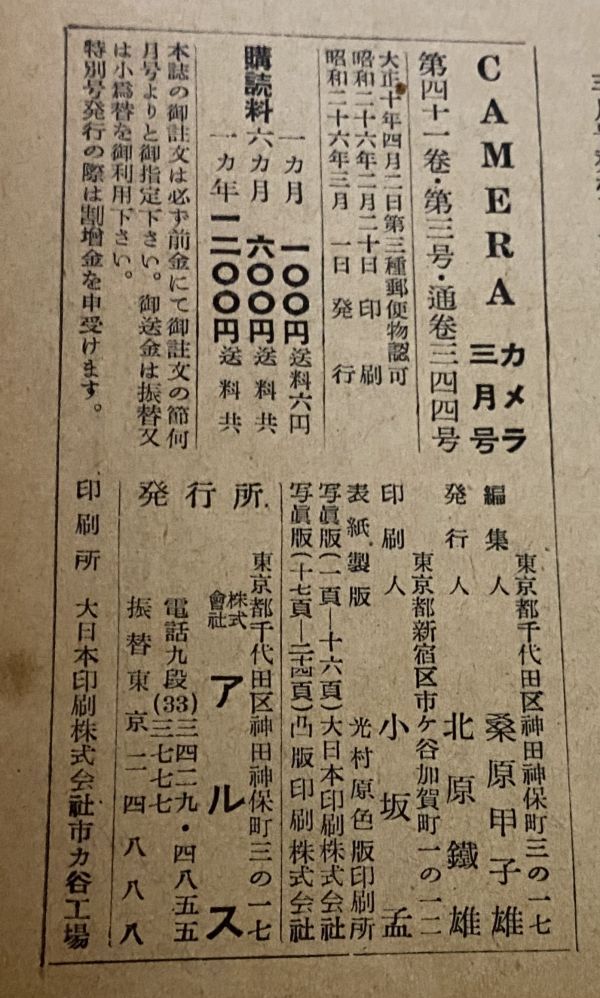 CAMERA カメラ 三月号
第四十一巻・第三号・通巻三四四号
大正十年四月二日第三種郵便物認可
昭和二十六年二月二十日 印刷
昭和二十六年三月 一日 発行
購読料
一カ月 一〇〇円 送料六円
六カ月 六〇〇円 送料共
一カ年 一二〇〇円 送料共
本誌の御註文は必ず前金にて御註文の節何
月号よりと御指定下さい。御送金は振替又
は小為替を御利用下さい。
特別号発行の際は割増金を申受けます。
東京都千代田区神田神保町三の一七
編集人 桑原甲子雄
発行人 北原鐵雄
東京都新宿区市ケ谷加賀町一の一二
印刷人 小坂孟
表紙製版 光村原色版印刷所
写眞版(一頁―十六頁)大日本印刷株式会社
写眞版(十七頁―二十四頁)凸版印刷株式会社
東京都千代田区神田神保町三の一七
発行所 株式會社 アルス
電話九段(33)三四二九・四八五五
三七七七
振替東京二四八八八
印刷所 大日本印刷株式会社市カ谷工場